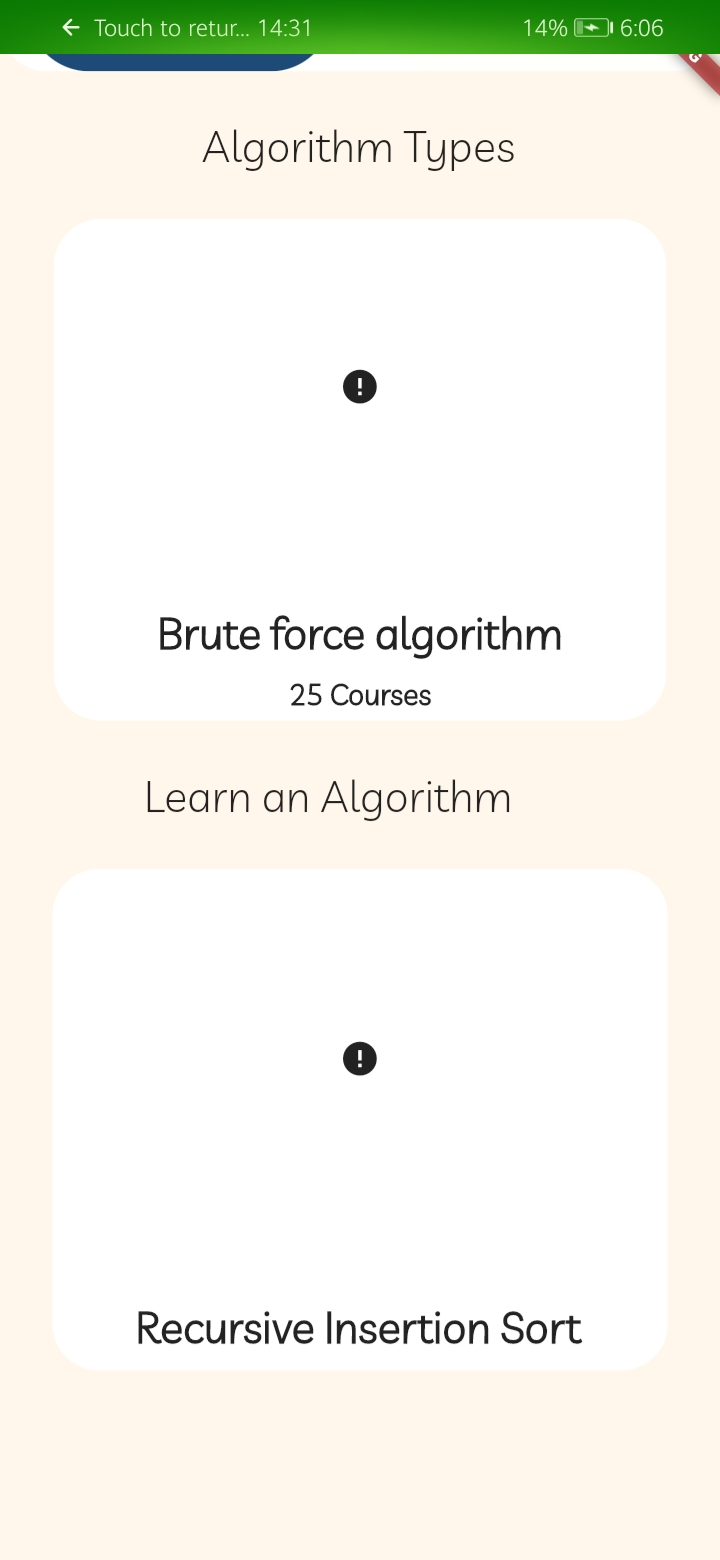 Touch to retur... 14:31
14% 6:06
G
Algorithm Types
Brute force algorithm
25 Courses
Learn an Algorithm
Recursive Insertion Sort